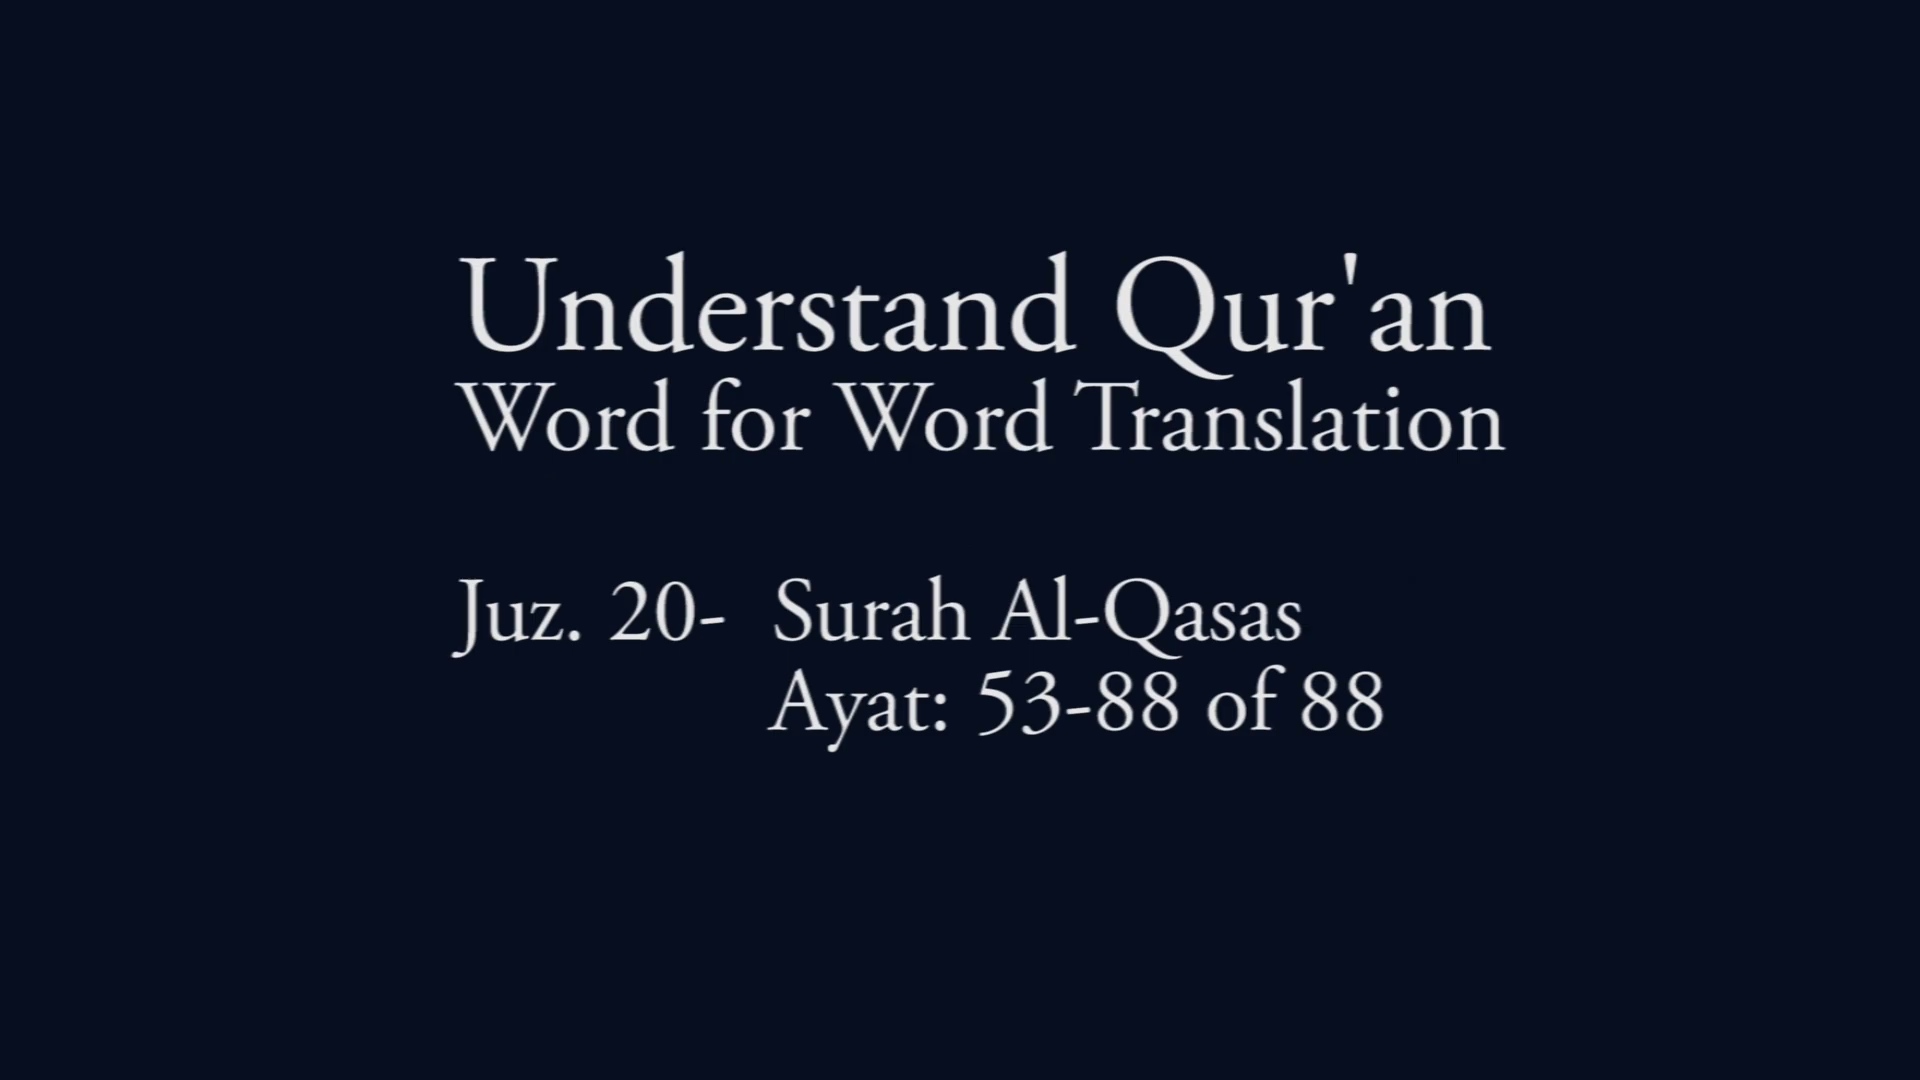 Understand Qur'an
Word for Word Translation
Juz. 20- Surah Al-Qasas
Ayat: 53-88 of 88